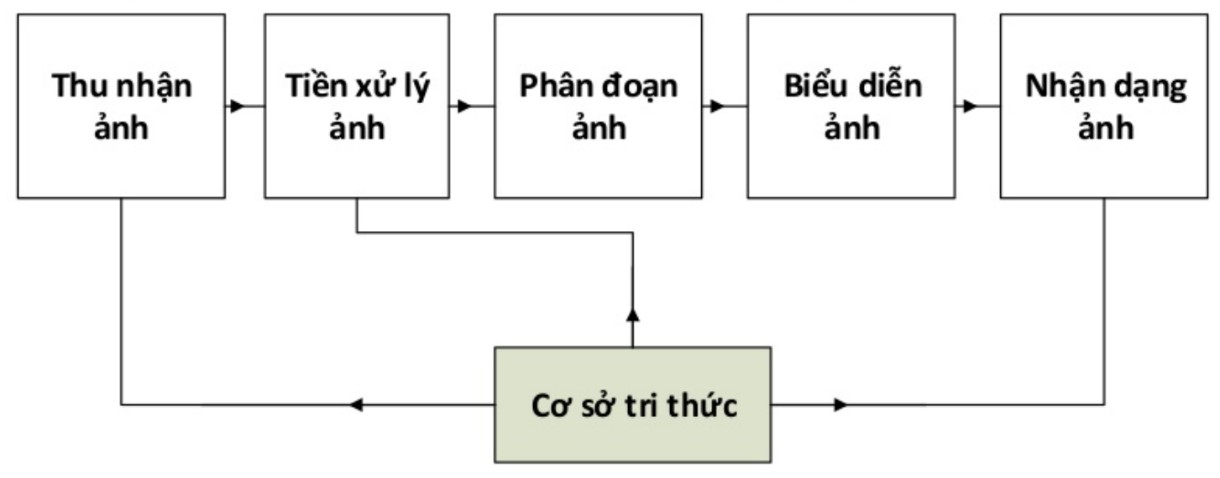 Thu nhận
ảnh
Tiền xử lý
ảnh
Phân đoạn
ảnh
Biểu diễn
ảnh
Nhận dạng
ảnh
Cơ sở tri thức